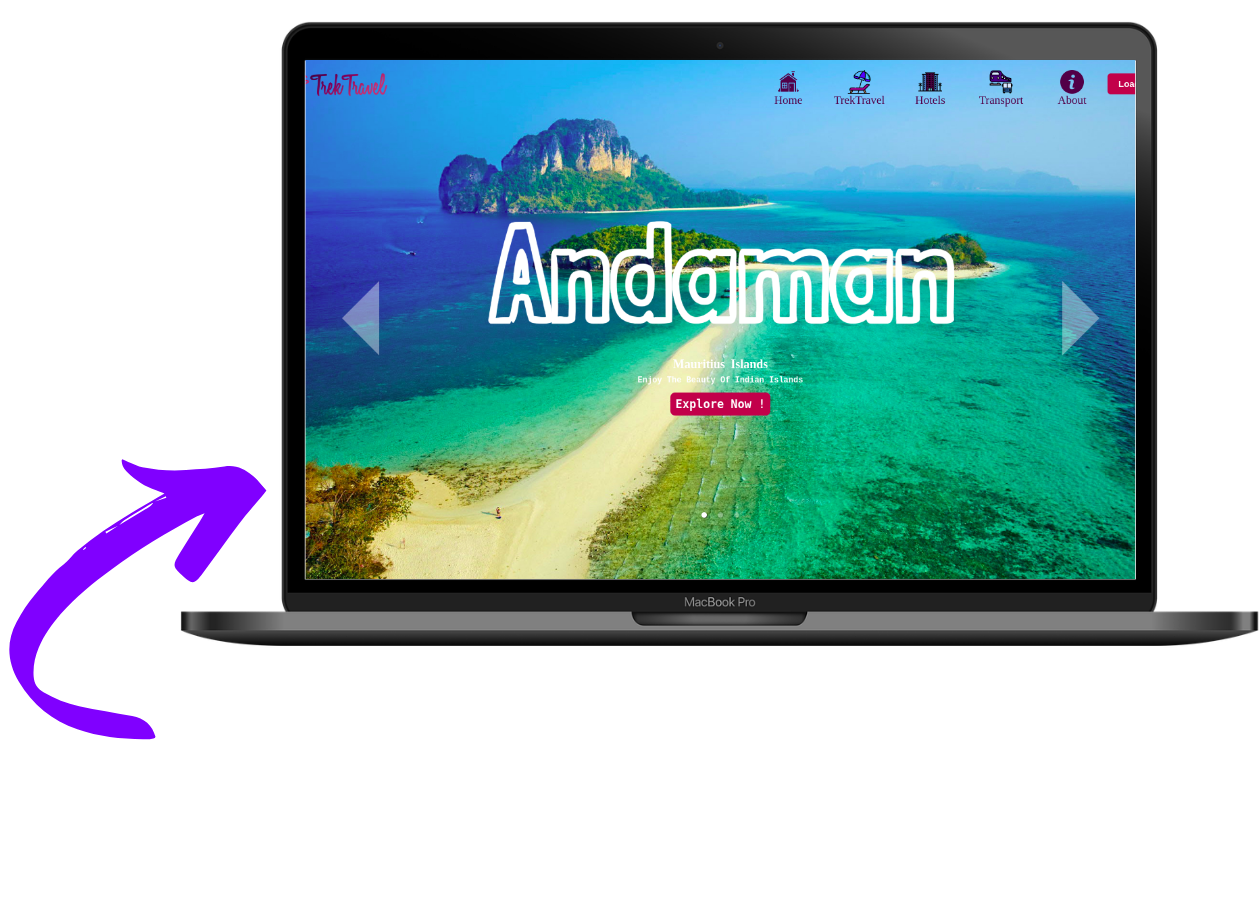 TrekTravel
Home TrekTravel Hotels Transport About Loa
Andaman
Mauritius Islands
Enjoy The Beauty Of Indian Islands
Explore Now !
MacBook Pro